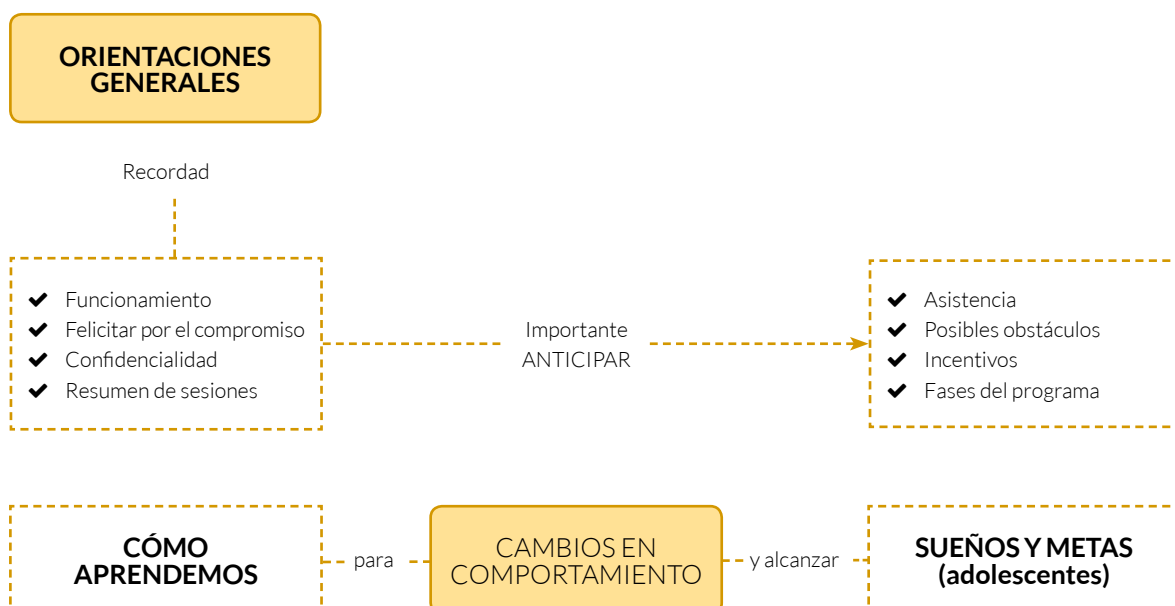 ORIENTACIONES
GENERALES
Recordad
✔ Funcionamiento
✔ Felicitar por el compromiso
✔ Confidencialidad
✔ Resumen de sesiones
Importante
ANTICIPAR
✔ Asistencia
✔ Posibles obstáculos
✔ Incentivos
✔ Fases del programa
CÓMO
APRENDEMOS
para
CAMBIOS EN
COMPORTAMIENTO
y alcanzar
SUEÑOS Y METAS
(adolescentes)